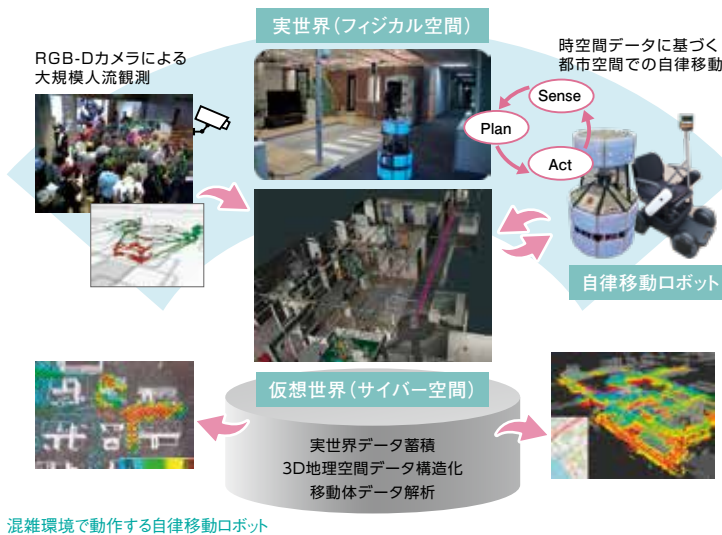 実世界(フィジカル空間)
RGB-Dカメラによる
大規模人流観測
時空間データに基づく
都市空間での自律移動
Sense
Plan
Act
自律移動ロボット
仮想世界(サイバー空間)
実世界データ蓄積
3D地理空間データ構造化
移動体データ解析
混雑環境で動作する自律移動ロボット